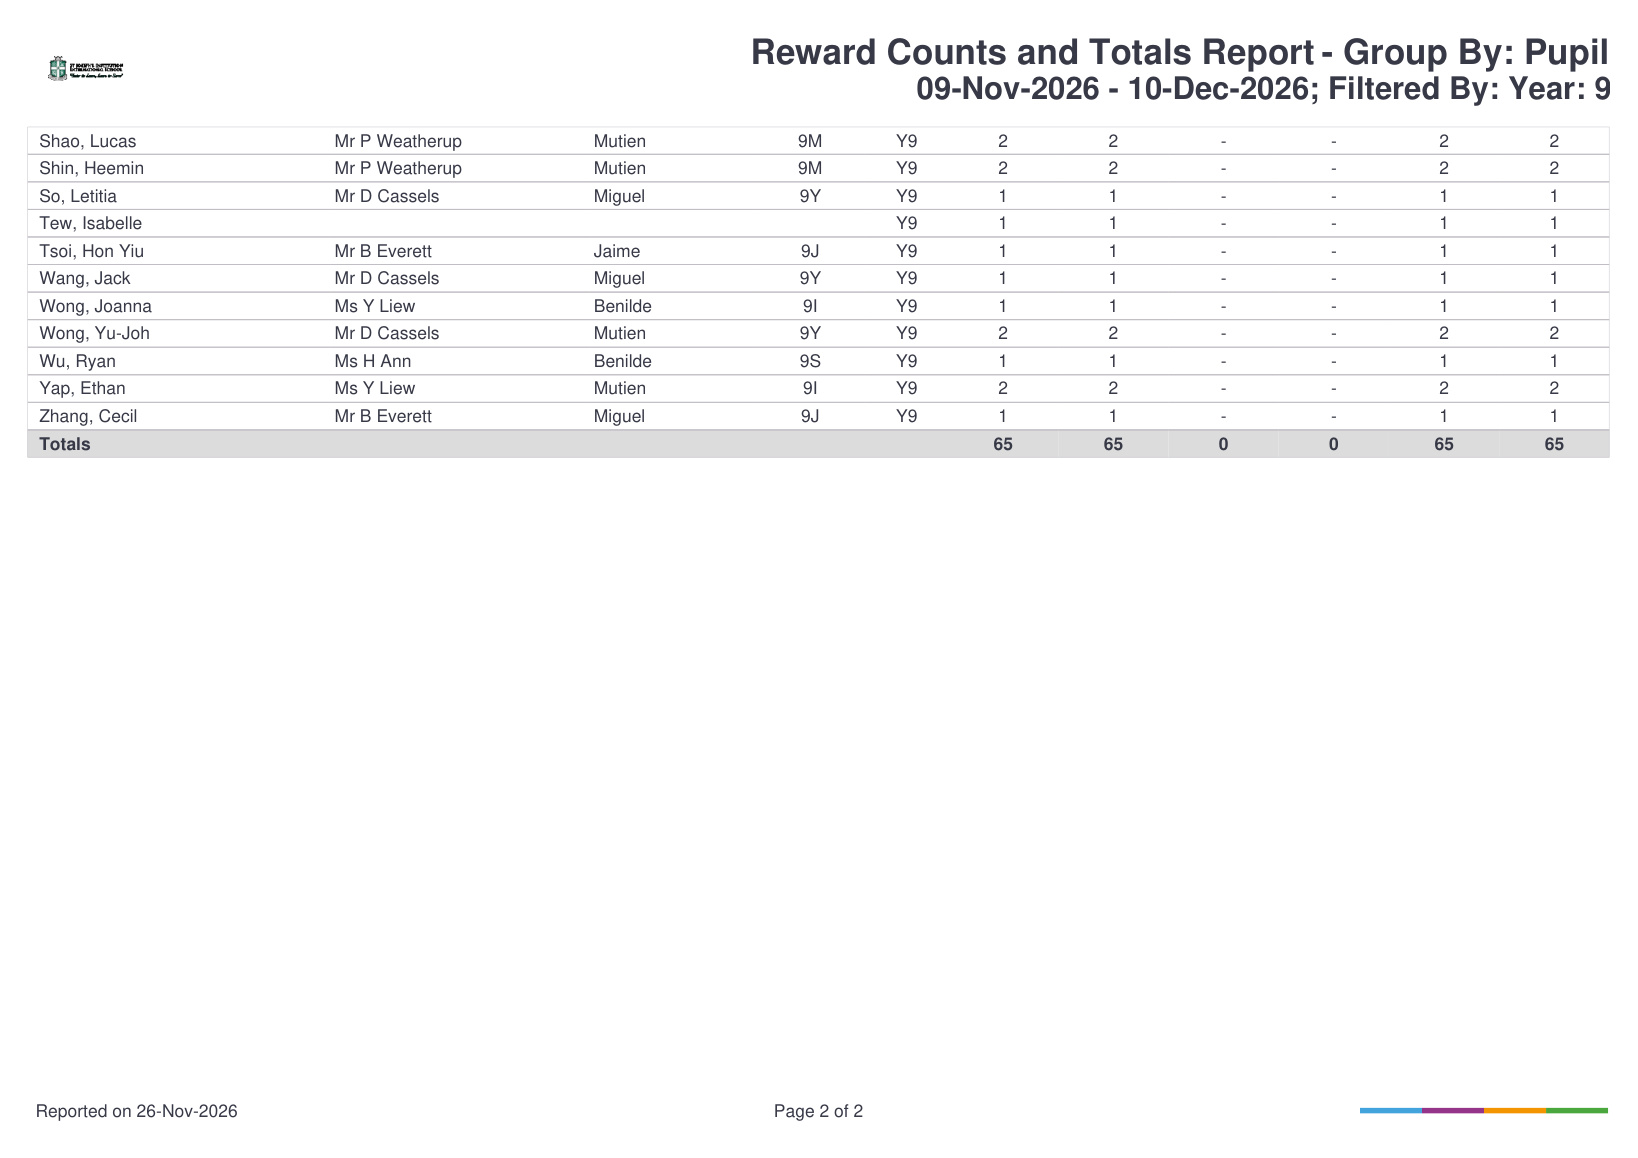 ST JOSEPH'S INSTITUTION
INTERNATIONAL SCHOOL
Reward Counts and Totals Report - Group By: Pupil
09-Nov-2026 - 10-Dec-2026; Filtered By: Year: 9
Shao, Lucas Mr P Weatherup Mutien 9M Y9 2 2 - - 2 2
Shin, Heemin Mr P Weatherup Mutien 9M Y9 2 2 - - 2 2
So, Letitia Mr D Cassels Miguel 9Y Y9 1 1 - - 1 1
Tew, Isabelle Y9 1 1 - - 1 1
Tsoi, Hon Yiu Mr B Everett Jaime 9J Y9 1 1 - - 1 1
Wang, Jack Mr D Cassels Miguel 9Y Y9 1 1 - - 1 1
Wong, Joanna Ms Y Liew Benilde 9I Y9 1 1 - - 1 1
Wong, Yu-Joh Mr D Cassels Mutien 9Y Y9 2 2 - - 2 2
Wu, Ryan Ms H Ann Benilde 9S Y9 1 1 - - 1 1
Yap, Ethan Ms Y Liew Mutien 9I Y9 2 2 - - 2 2
Zhang, Cecil Mr B Everett Miguel 9J Y9 1 1 - - 1 1
Totals 65 65 0 0 65 65
Reported on 26-Nov-2026 Page 2 of 2